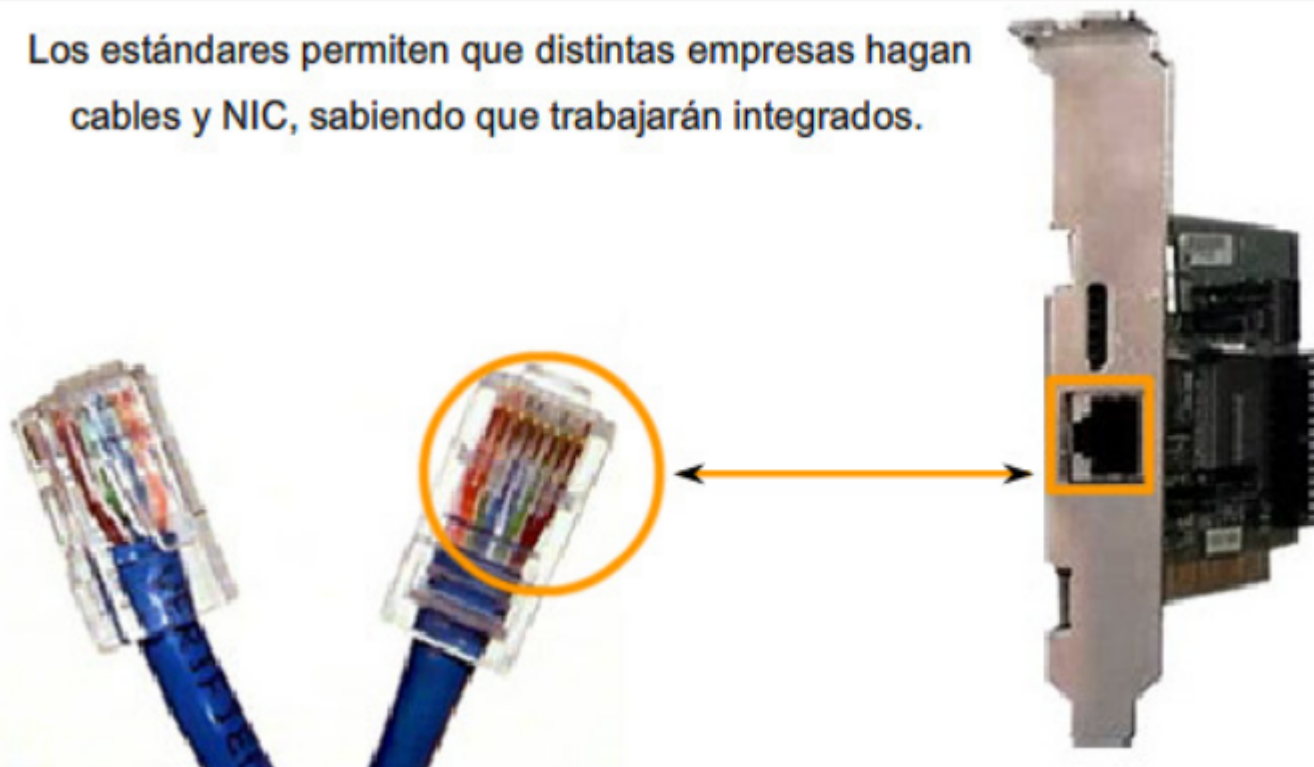 Los estándares permiten que distintas empresas hagan
cables y NIC, sabiendo que trabajarán integrados.